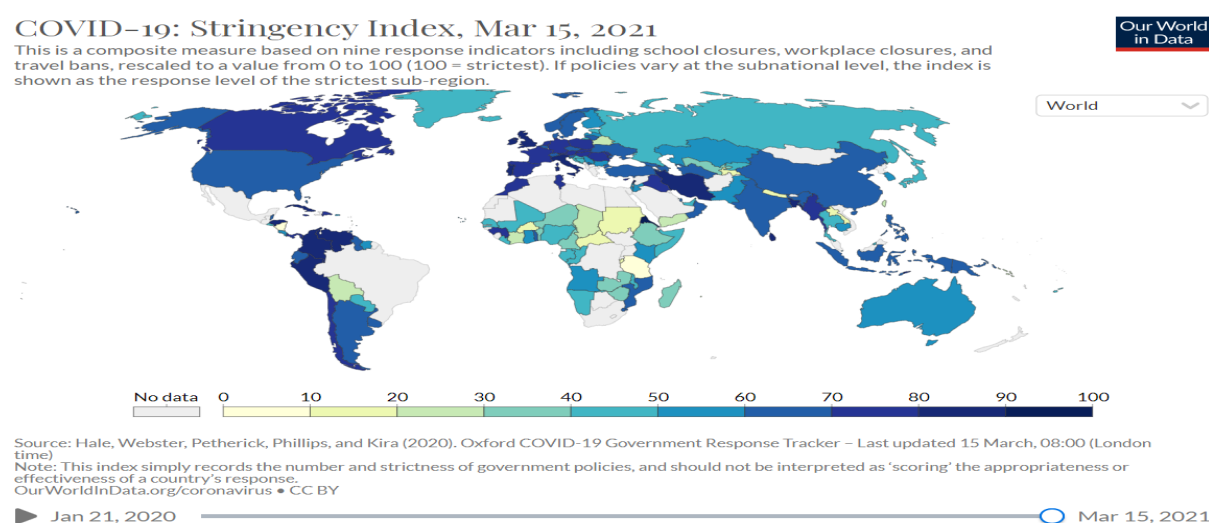 COVID-19: Stringency Index, Mar 15, 2021
Our World
in Data
This is a composite measure based on nine response indicators including school closures, workplace closures, and
travel bans, rescaled to a value from 0 to 100 (100 = strictest). If policies vary at the subnational level, the index is
shown as the response level of the strictest sub-region.
World
No data 0 10 20 30 40 50 60 70 80 90 100
Source: Hale, Webster, Petherick, Phillips, and Kira (2020). Oxford COVID-19 Government Response Tracker – Last updated 15 March, 08:00 (London
time)
Note: This index simply records the number and strictness of government policies, and should not be interpreted as ‘scoring’ the appropriateness or
effectiveness of a country's response.
OurWorldInData.org/coronavirus • CC BY
Jan 21, 2020 Mar 15, 2021